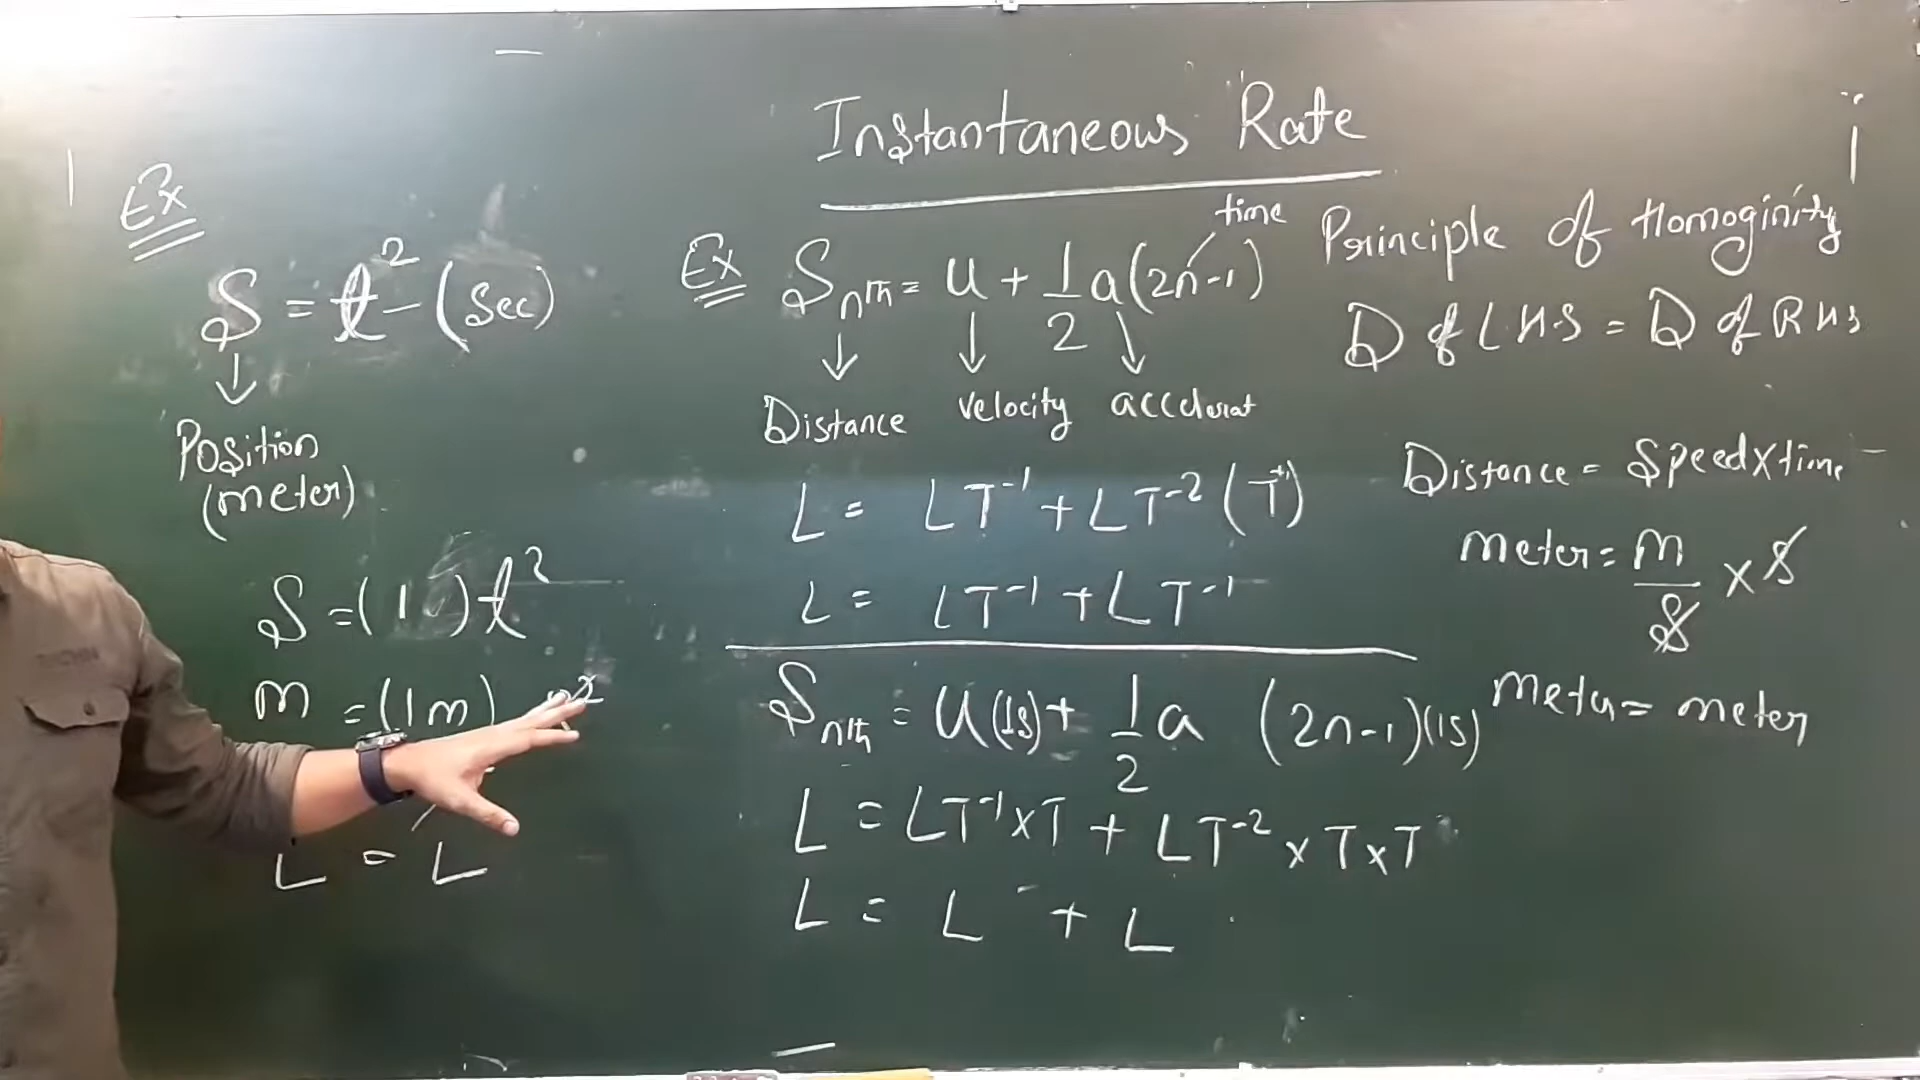 Instantaneous Rate
Ex
S = t² - (Sec)
↓
Position
(meter)
S = (1 ) t²
m = (1m)
L = L
Ex Sₙth = u + 1/2 a (2n-1)
time
↓ ↓ ↓
Distance velocity accelerat
L = LT⁻¹ + LT⁻² (T⁺¹)
L = LT⁻¹ + LT⁻¹
Sₙth = u(1s) + 1/2 a (2n-1)(1s)
L = LT⁻¹xT + LT⁻² x T x T
L = L + L
Principle of Homoginity
D of LHS = D of RHS
Distance = Speed x time
meter = m/s x s
meter = meter